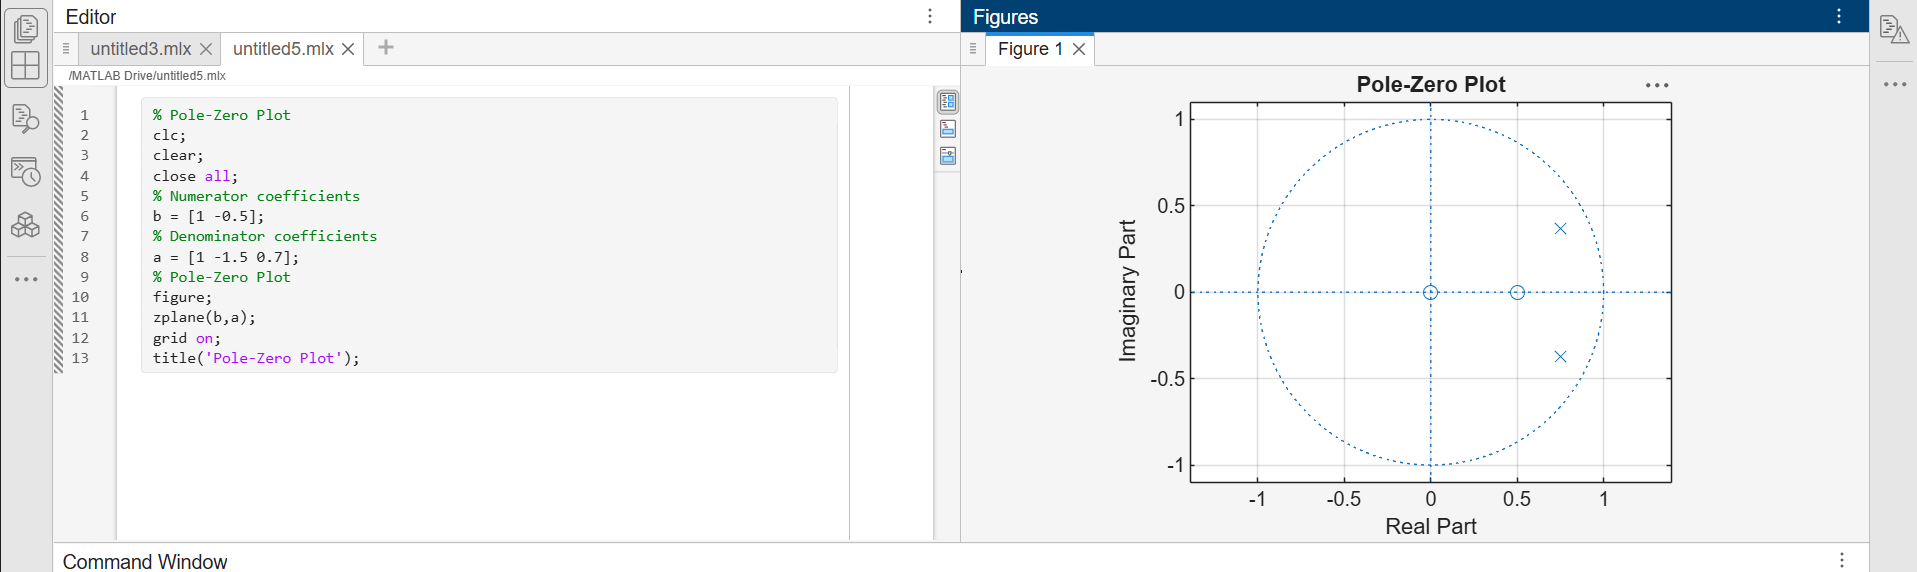 Editor
untitled3.mlx
untitled5.mlx
/MATLAB Drive/untitled5.mlx
1 % Pole-Zero Plot
2 clc;
3 clear;
4 close all;
5 % Numerator coefficients
6 b = [1 -0.5];
7 % Denominator coefficients
8 a = [1 -1.5 0.7];
9 % Pole-Zero Plot
10 figure;
11 zplane(b,a);
12 grid on;
13 title('Pole-Zero Plot');
Figures
Figure 1
Pole-Zero Plot
1
0.5
0
-0.5
-1
Imaginary Part
-1 -0.5 0 0.5 1
Real Part
Command Window